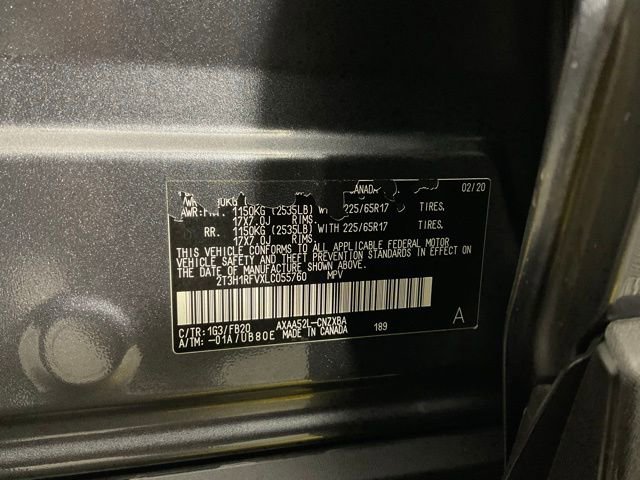 CANADA 02/20
1150KG (2535LB) WITH 225/65R17 TIRES,
17X7.0J RIMS,
RR. 1150KG (2535LB) WITH 225/65R17 TIRES,
17X7.0J RIMS.
THIS VEHICLE CONFORMS TO ALL APPLICABLE FEDERAL MOTOR
VEHICLE SAFETY AND THEFT PREVENTION STANDARDS IN EFFECT
ON THE DATE OF MANUFACTURE SHOWN ABOVE.
2T3H1RFVXLC055760 MPV
C/TR: 1G3/FB20 AXAA52L-CNZXBA 189 A
A/TM: -01A/UB80E MADE IN CANADA